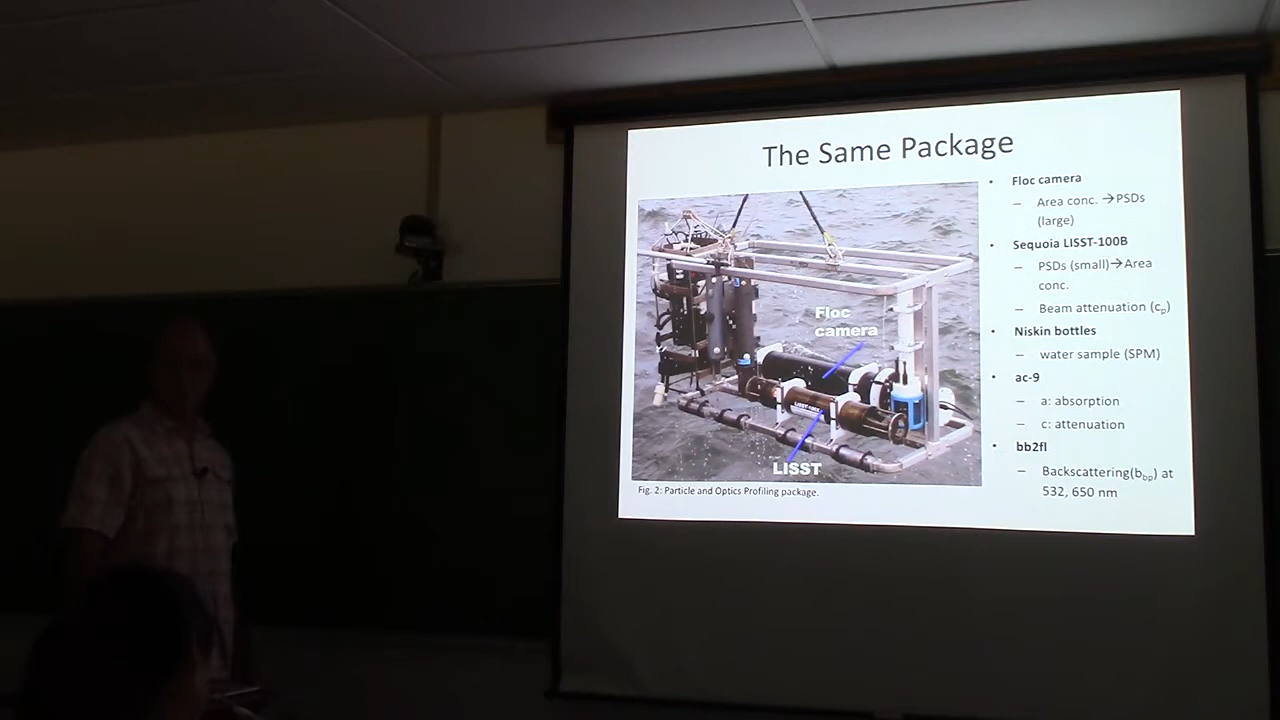 The Same Package
Floc
camera
LISST
Fig. 2: Particle and Optics Profiling package.
• Floc camera
– Area conc. →PSDs
(large)
• Sequoia LISST-100B
– PSDs (small)→Area
conc.
– Beam attenuation (cp)
• Niskin bottles
– water sample (SPM)
• ac-9
– a: absorption
– c: attenuation
• bb2fl
– Backscattering(bbp) at
532, 650 nm